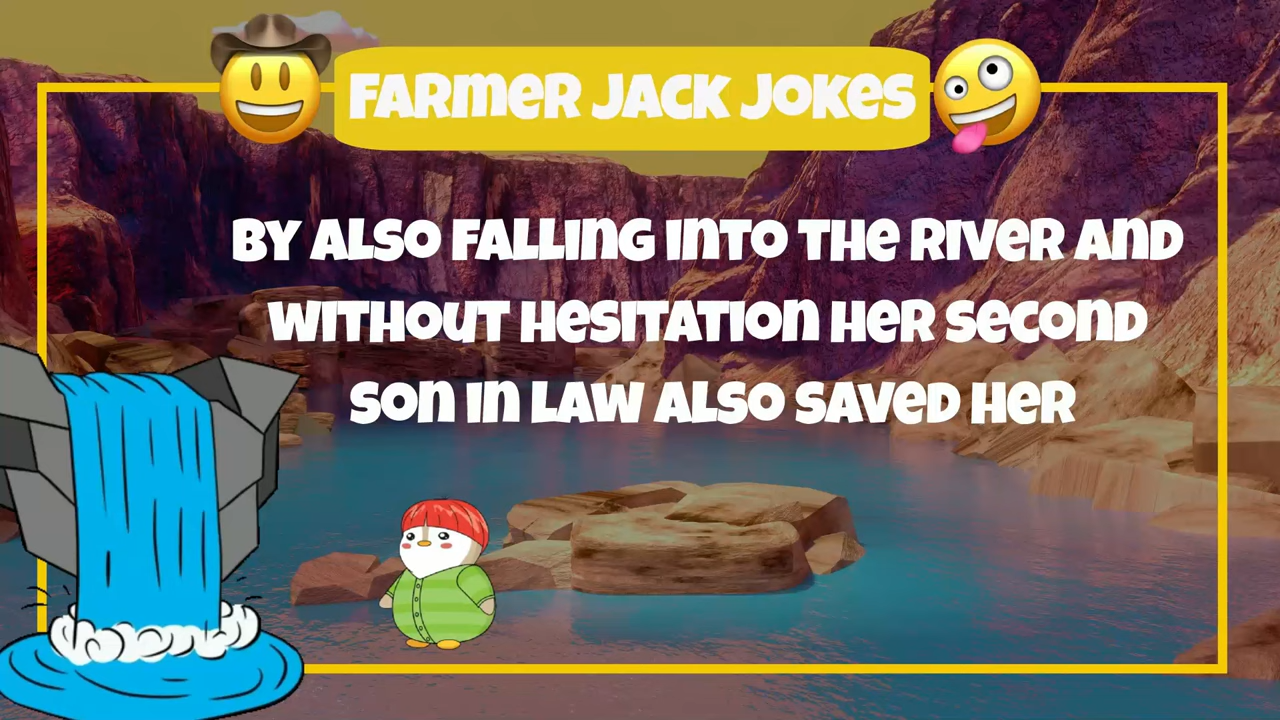 FARMER JACK JOKES
BY ALSO FALLING INTO THE RIVER AND
WITHOUT HESITATION HER SECOND
SON IN LAW ALSO SAVED HER